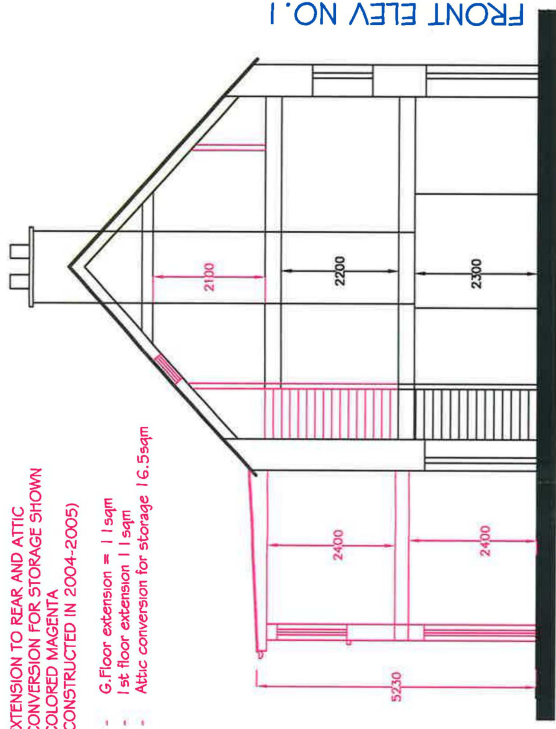 FRONT ELEV NO.1
XTENSION TO REAR AND ATTIC
CONVERSION FOR STORAGE SHOWN
COLORED MAGENTA
CONSTRUCTED IN 2004-2005)
- G.Floor extension = 11sqm
- 1st floor extension 11sqm
- Attic conversion for storage 16.5sqm
2100
2200
2300
2400
2400
5230